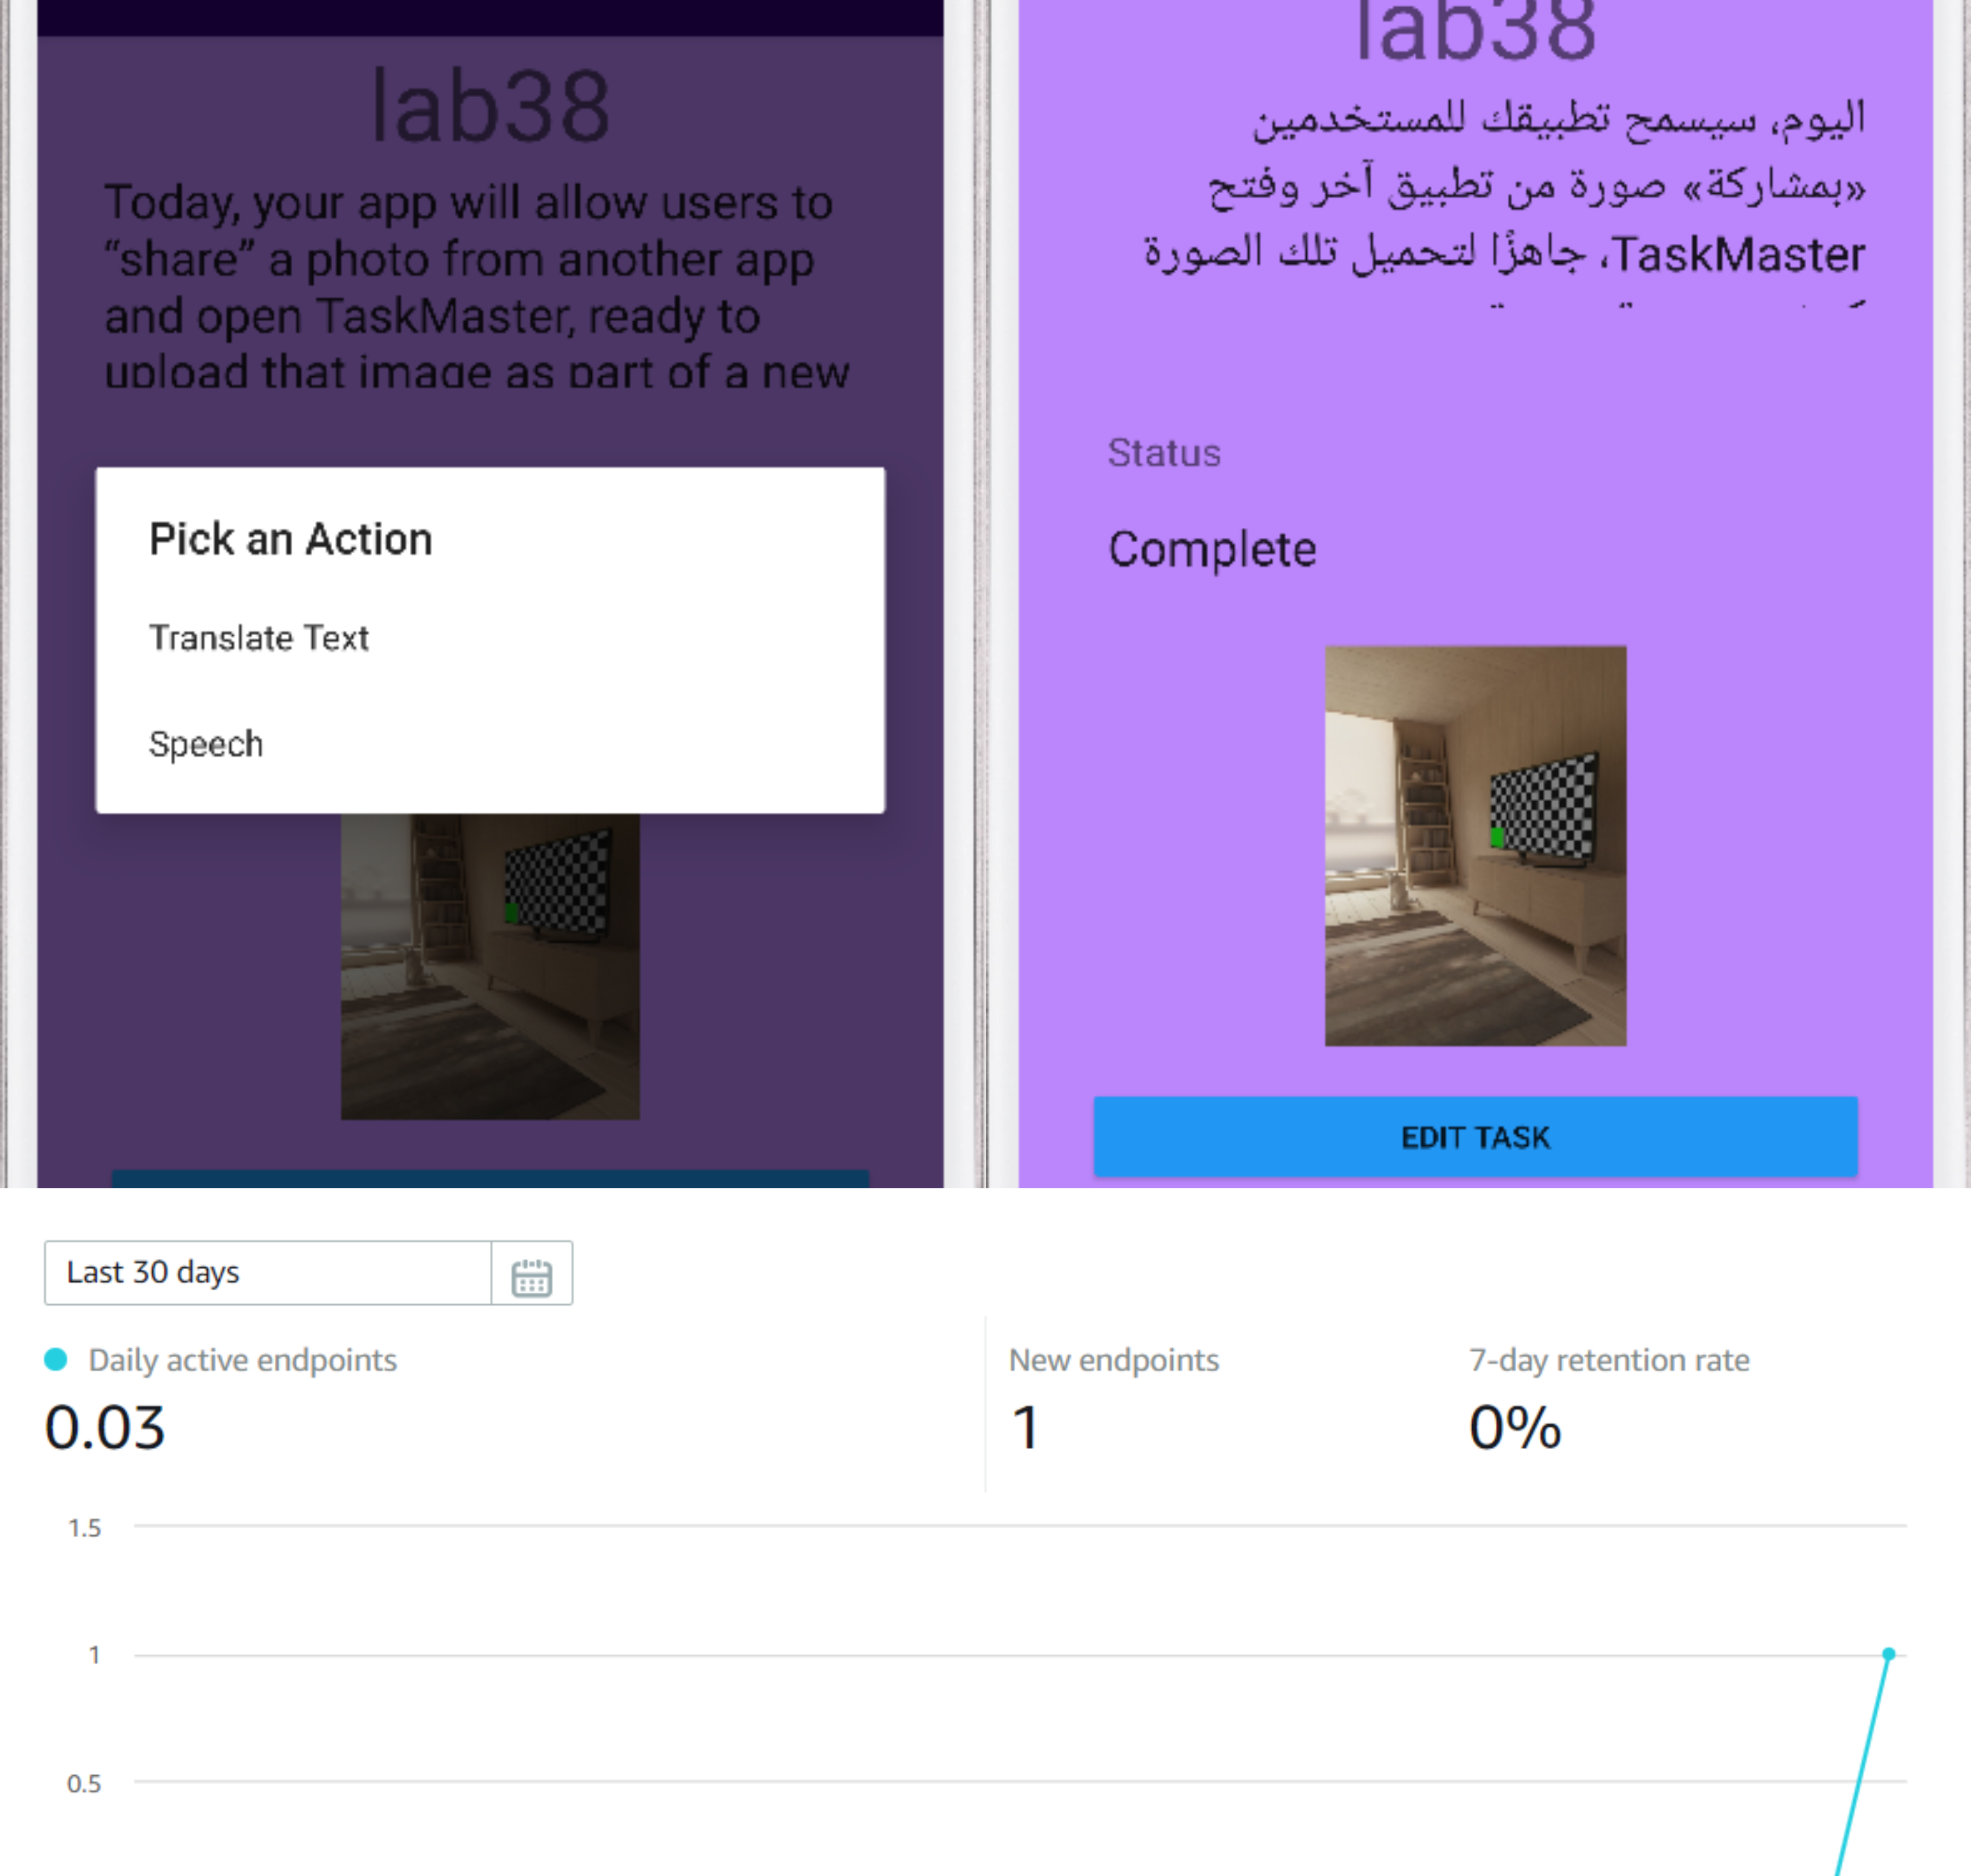 lab38
Today, your app will allow users to
“share” a photo from another app
and open TaskMaster, ready to
upload that image as part of a new
Pick an Action
Translate Text
Speech
lab38
اليوم، سيسمح تطبيقك للمستخدمين
«بمشاركة» صورة من تطبيق آخر وفتح
TaskMaster، جاهزًا لتحميل تلك الصورة
Status
Complete
EDIT TASK
Last 30 days
Daily active endpoints
0.03
New endpoints
1
7-day retention rate
0%
1.5
1
0.5